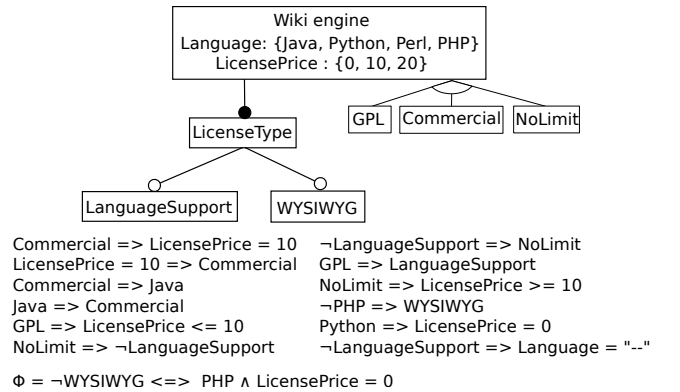 Wiki engine
Language: {Java, Python, Perl, PHP}
LicensePrice : {0, 10, 20}
LicenseType
GPL
Commercial
NoLimit
LanguageSupport
WYSIWYG
Commercial => LicensePrice = 10
LicensePrice = 10 => Commercial
Commercial => Java
Java => Commercial
GPL => LicensePrice <= 10
NoLimit => ¬LanguageSupport
¬LanguageSupport => NoLimit
GPL => LanguageSupport
NoLimit => LicensePrice >= 10
¬PHP => WYSIWYG
Python => LicensePrice = 0
¬LanguageSupport => Language = "--"
Φ = ¬WYSIWYG <=> PHP ∧ LicensePrice = 0